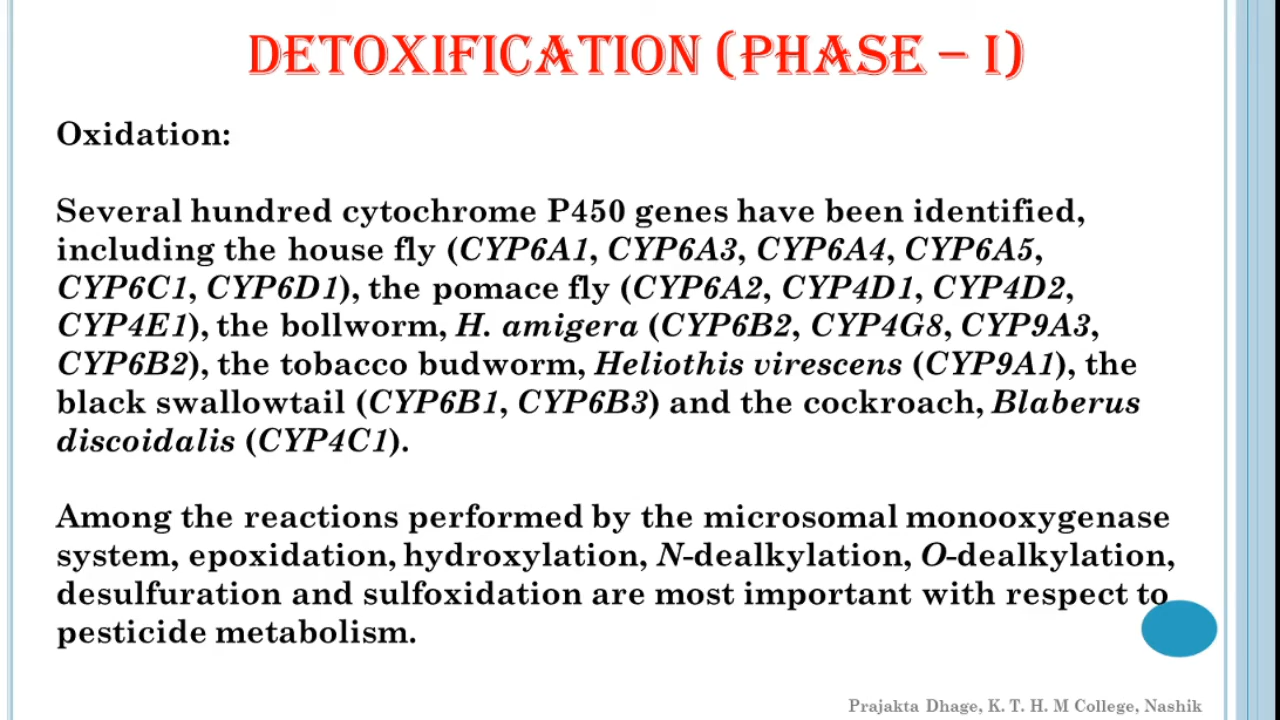 DETOXIFICATION (PHASE – I)
Oxidation:
Several hundred cytochrome P450 genes have been identified,
including the house fly (CYP6A1, CYP6A3, CYP6A4, CYP6A5,
CYP6C1, CYP6D1), the pomace fly (CYP6A2, CYP4D1, CYP4D2,
CYP4E1), the bollworm, H. amigera (CYP6B2, CYP4G8, CYP9A3,
CYP6B2), the tobacco budworm, Heliothis virescens (CYP9A1), the
black swallowtail (CYP6B1, CYP6B3) and the cockroach, Blaberus
discoidalis (CYP4C1).
Among the reactions performed by the microsomal monooxygenase
system, epoxidation, hydroxylation, N-dealkylation, O-dealkylation,
desulfuration and sulfoxidation are most important with respect to
pesticide metabolism.
Prajakta Dhage, K. T. H. M College, Nashik